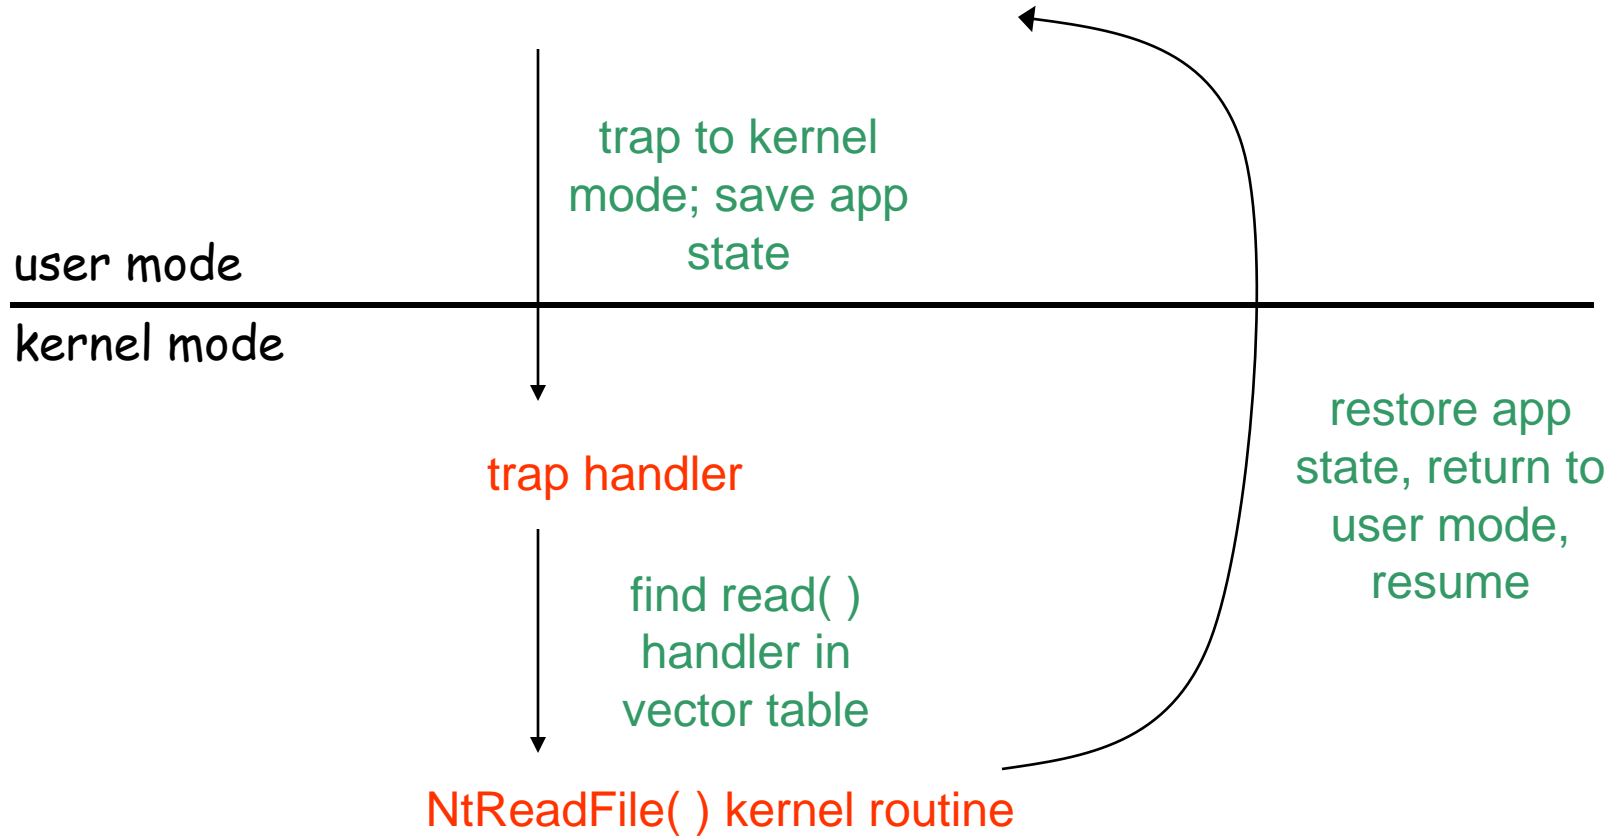 trap to kernel
mode; save app
state
user mode
kernel mode
trap handler
restore app
state, return to
user mode,
resume
find read( )
handler in
vector table
NtReadFile( ) kernel routine